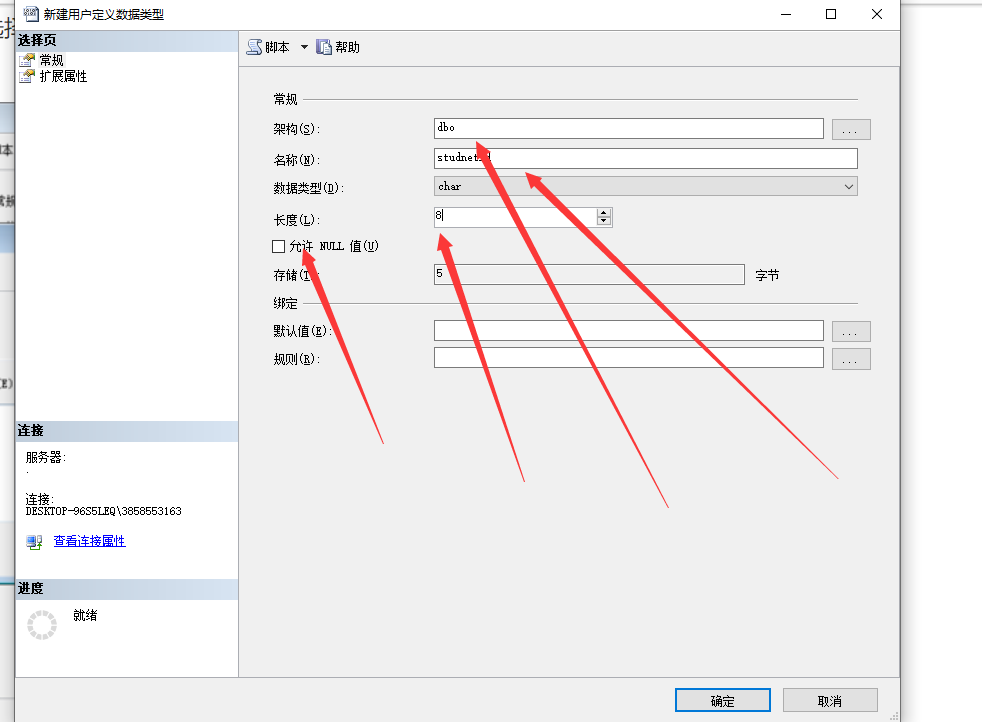 新建用户定义数据类型
选择页
常规
扩展属性
脚本 帮助
常规
架构(S): dbo ...
名称(N):
数据类型(D): char
长度(L): 8
允许 NULL 值(U)
存储(T): 5 字节
绑定
默认值(E): ...
规则(R): ...
连接
服务器:
.
连接:
DESKTOP-96S5LEQ\3858553163
查看连接属性
进度
就绪
确定 取消